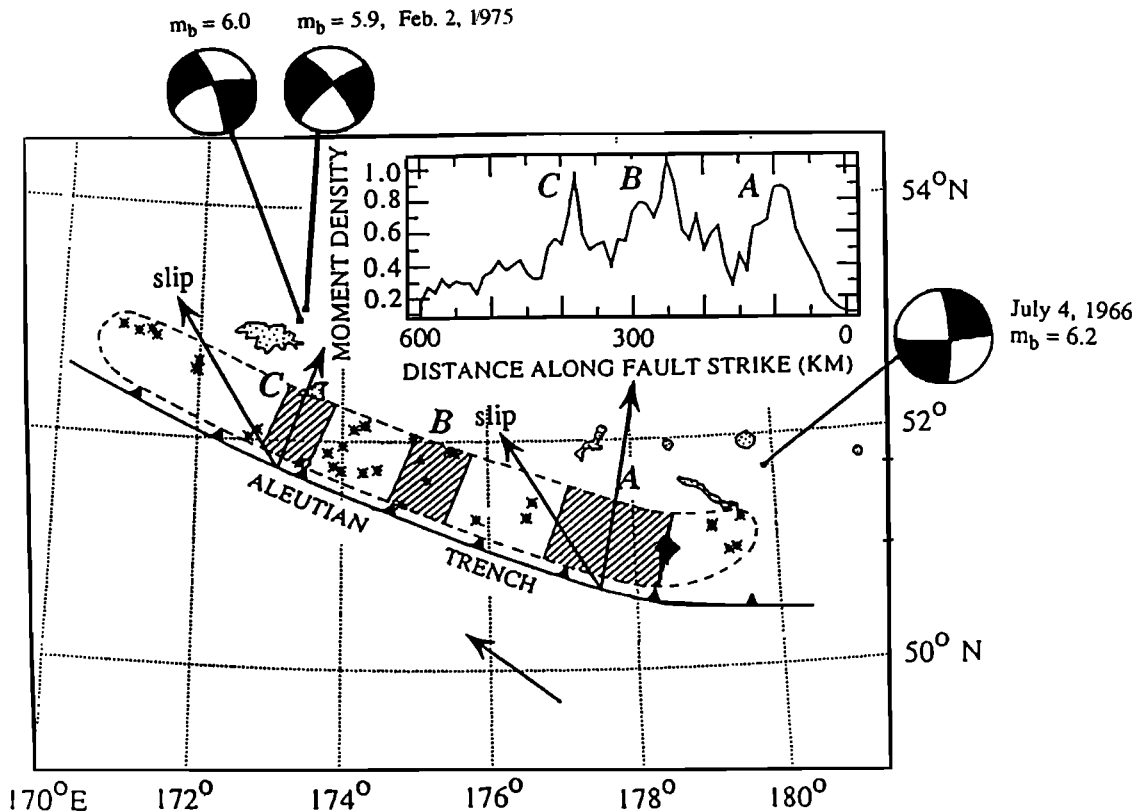 m_b = 6.0
m_b = 5.9, Feb. 2, 1975
MOMENT DENSITY
1.0
0.8
0.6
0.4
0.2
C
B
A
600
300
0
DISTANCE ALONG FAULT STRIKE (KM)
54°N
July 4, 1966
m_b = 6.2
slip
slip
C
B
A
52°
ALEUTIAN
TRENCH
50° N
170°E
172°
174°
176°
178°
180°